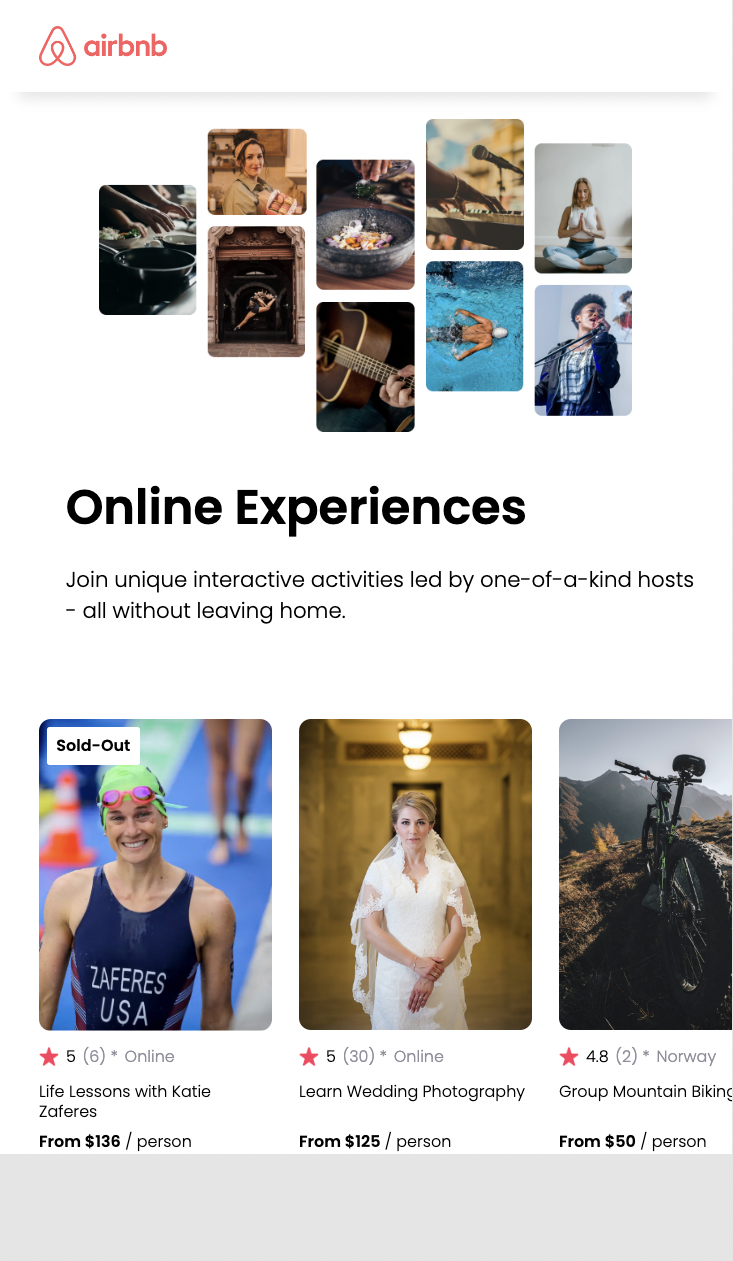 airbnb
Online Experiences
Join unique interactive activities led by one-of-a-kind hosts
- all without leaving home.
Sold-Out
ZAFERES
USA
5 (6) * Online
Life Lessons with Katie
Zaferes
From $136 / person
5 (30) * Online
Learn Wedding Photography
From $125 / person
4.8 (2) * Norway
Group Mountain Biking
From $50 / person